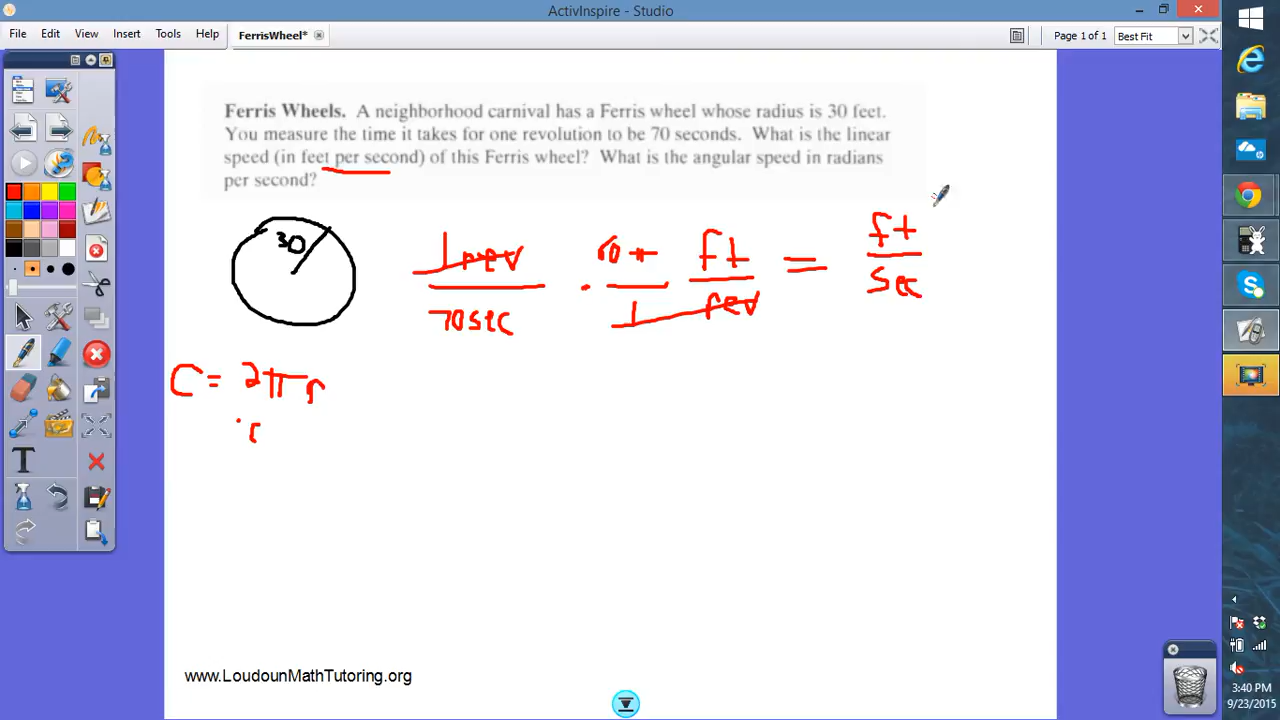 ActivInspire - Studio
File Edit View Insert Tools Help FerrisWheel* Page 1 of 1 Best Fit
Ferris Wheels. A neighborhood carnival has a Ferris wheel whose radius is 30 feet.
You measure the time it takes for one revolution to be 70 seconds. What is the linear
speed (in feet per second) of this Ferris wheel? What is the angular speed in radians
per second?
30
1 rev / 70 sec · 60 π ft / 1 rev = ft / sec
C = 2πr
T
www.LoudounMathTutoring.org
3:40 PM
9/23/2015